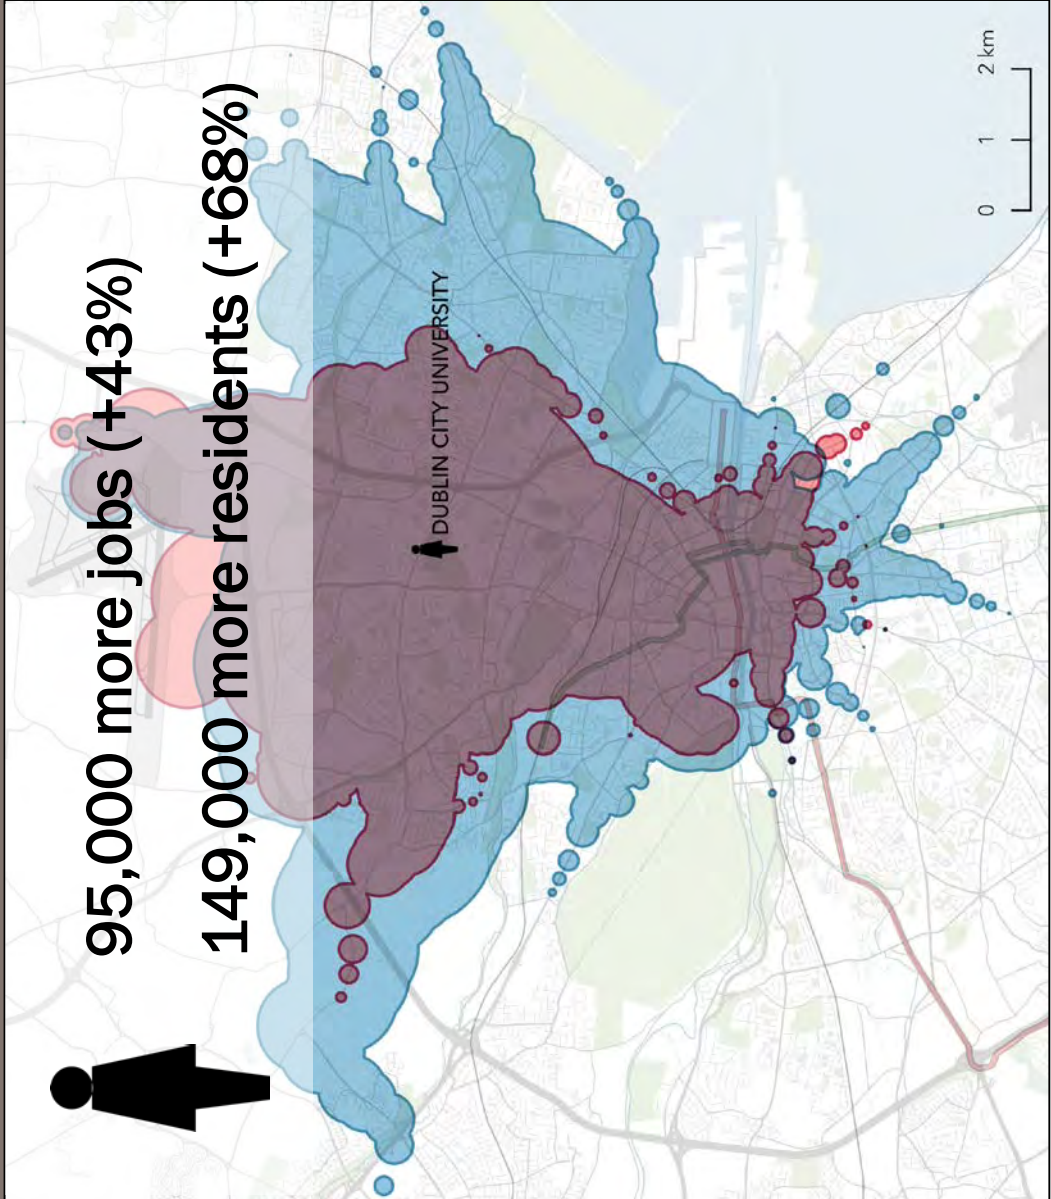 95,000 more jobs (+43%)
149,000 more residents (+68%)
DUBLIN CITY UNIVERSITY
0 1 2 km